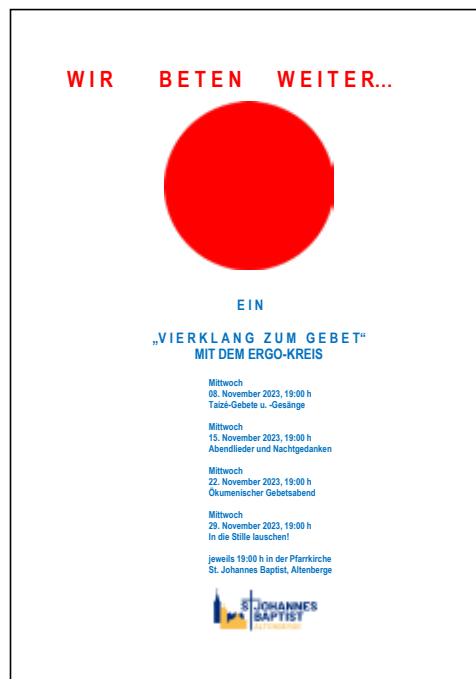 WIR BETEN WEITER...
EIN
„VIERKLANG ZUM GEBET“
MIT DEM ERGO-KREIS
Mittwoch
08. November 2023, 19:00 h
Taizé-Gebete u. -Gesänge
Mittwoch
15. November 2023, 19:00 h
Abendlieder und Nachtgedanken
Mittwoch
22. November 2023, 19:00 h
Ökumenischer Gebetsabend
Mittwoch
29. November 2023, 19:00 h
In die Stille lauschen!
jeweils 19:00 h in der Pfarrkirche
St. Johannes Baptist, Altenberge
ST JOHANNES
BAPTIST
ALTENBERGE